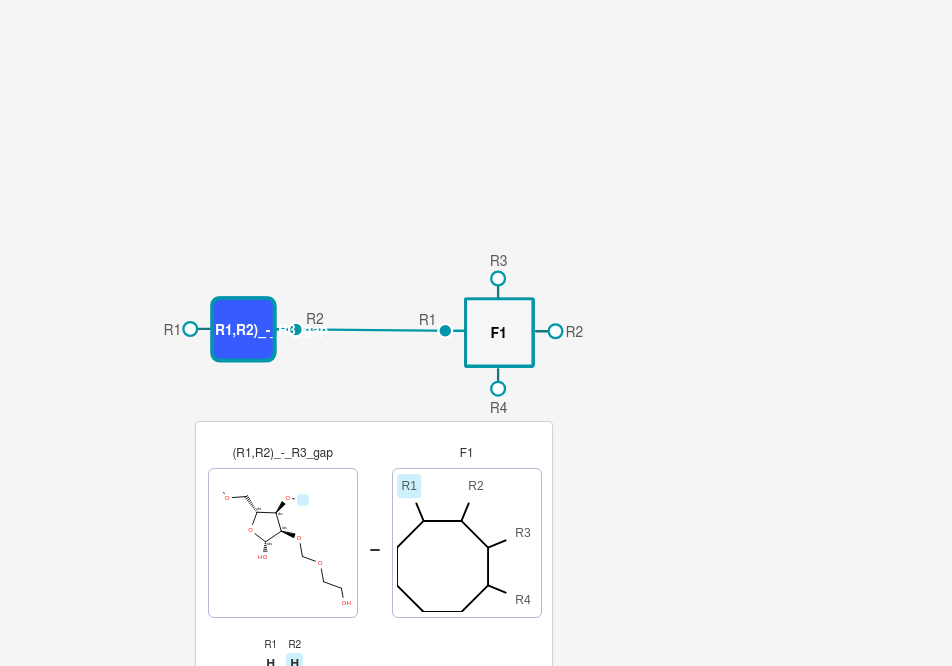 R3
R1 R1,R2)_-_R3_gap R2 R1 F1 R2
R4
(R1,R2)_-_R3_gap F1
R1 R2
R3
R4
O O
O O
HO O
OH
–
R1 R2
H H